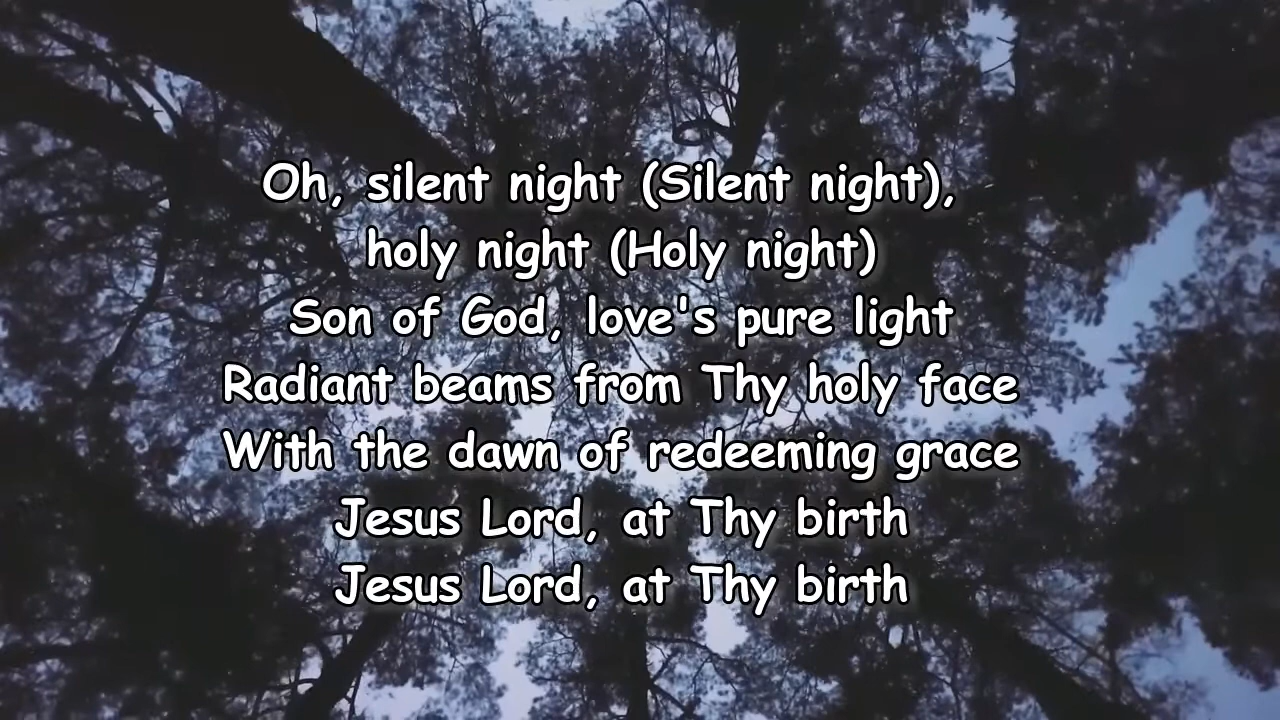 Oh, silent night (Silent night),
holy night (Holy night)
Son of God, love's pure light
Radiant beams from Thy holy face
With the dawn of redeeming grace
Jesus Lord, at Thy birth
Jesus Lord, at Thy birth